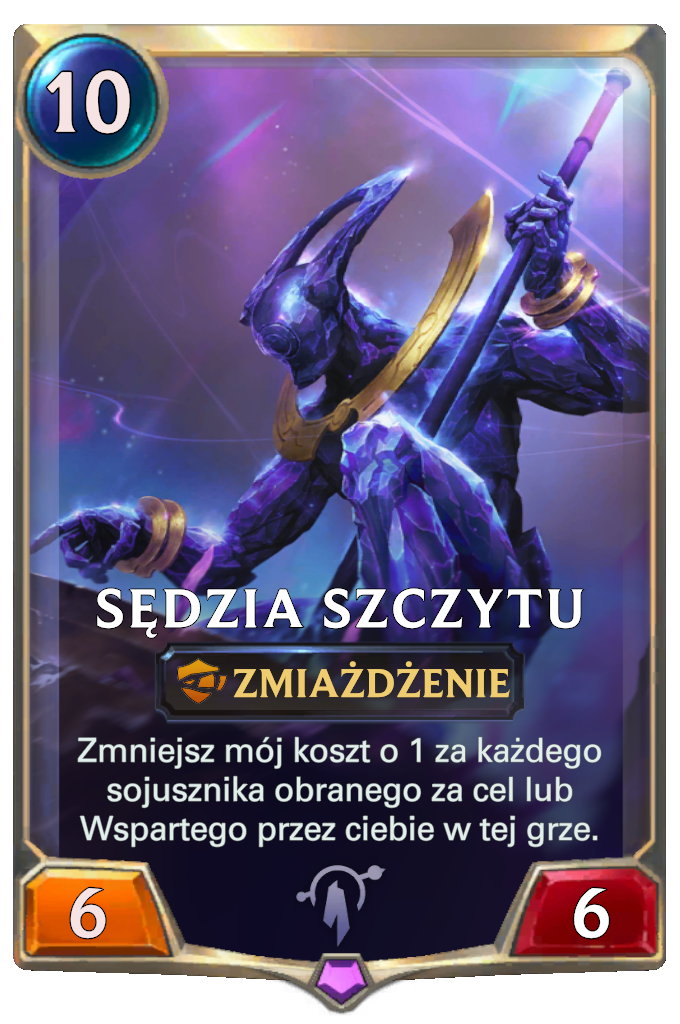 10
SĘDZIA SZCZYTU
ZMIAŻDŻENIE
Zmniejsz mój koszt o 1 za każdego
sojusznika obranego za cel lub
Wspartego przez ciebie w tej grze.
6
6